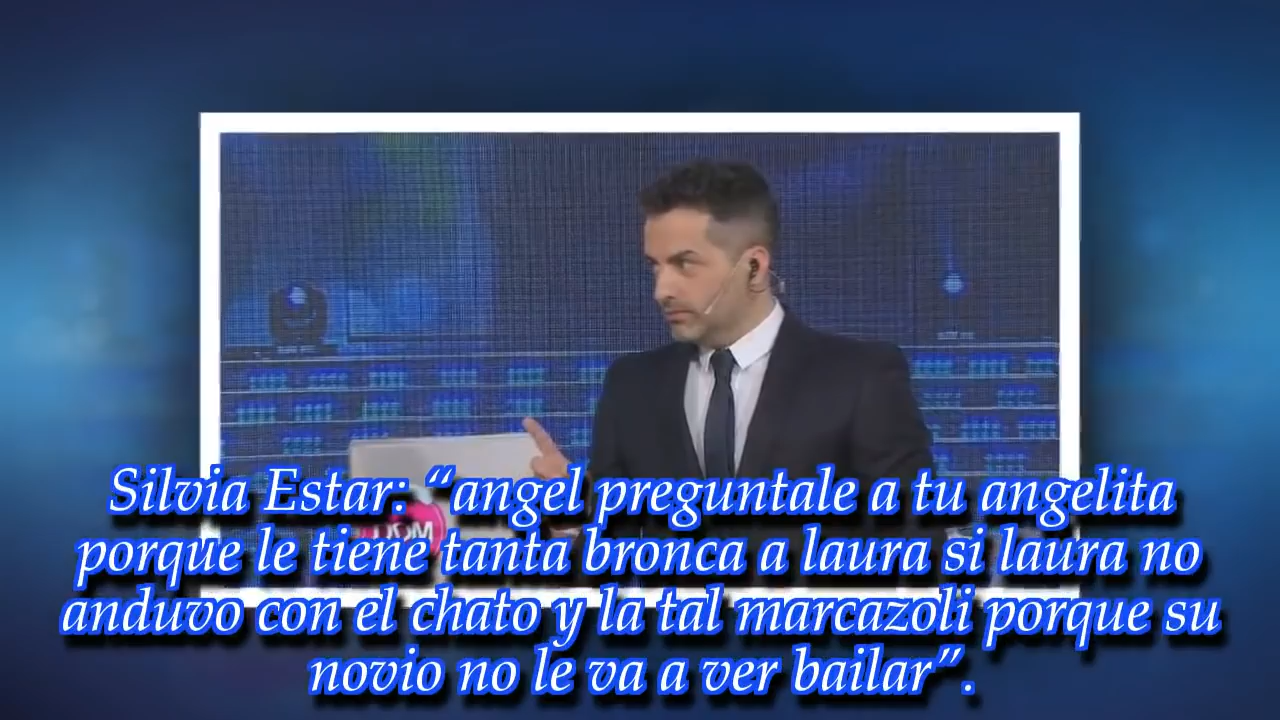 Silvia Estar: “angel preguntale a tu angelita
porque le tiene tanta bronca a laura si laura no
anduvo con el chato y la tal marcazoli porque su
novio no le va a ver bailar”.